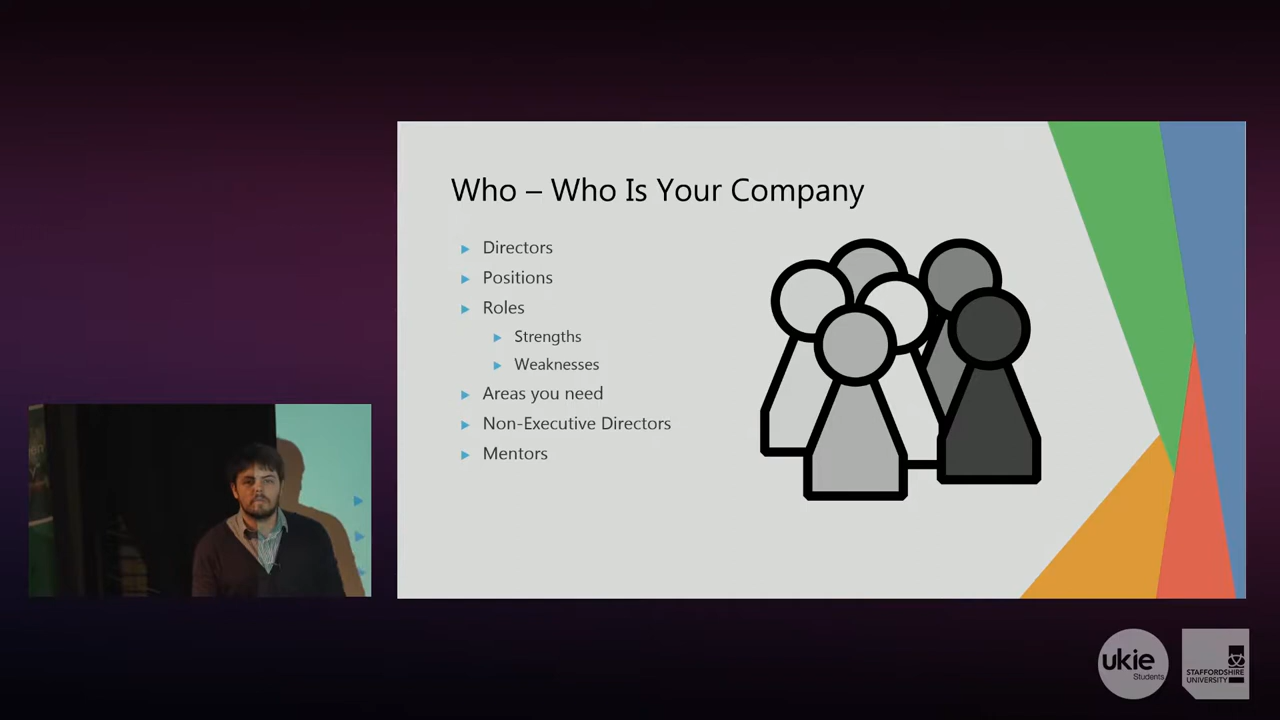 Who – Who Is Your Company
Directors
Positions
Roles
Strengths
Weaknesses
Areas you need
Non-Executive Directors
Mentors
ukie
Students
STAFFORDSHIRE
UNIVERSITY